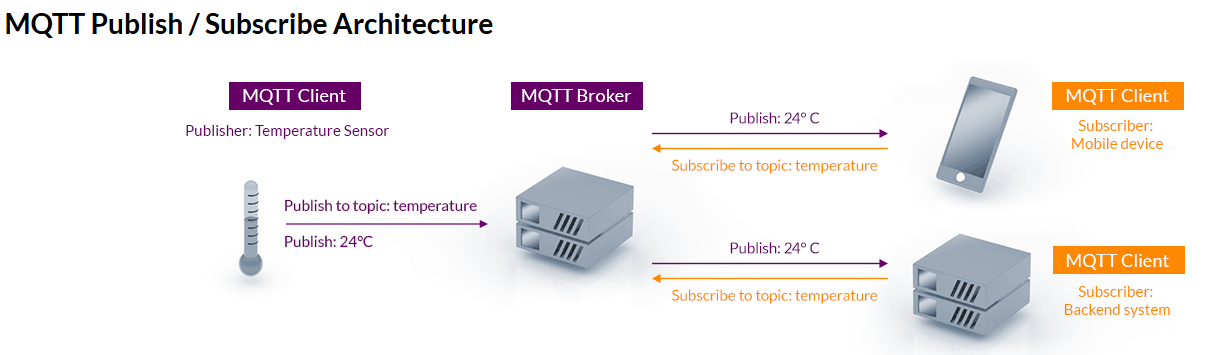 MQTT Publish / Subscribe Architecture
MQTT Client
Publisher: Temperature Sensor
Publish to topic: temperature
Publish: 24°C
MQTT Broker
Publish: 24° C
Subscribe to topic: temperature
MQTT Client
Subscriber:
Mobile device
Publish: 24° C
Subscribe to topic: temperature
MQTT Client
Subscriber:
Backend system